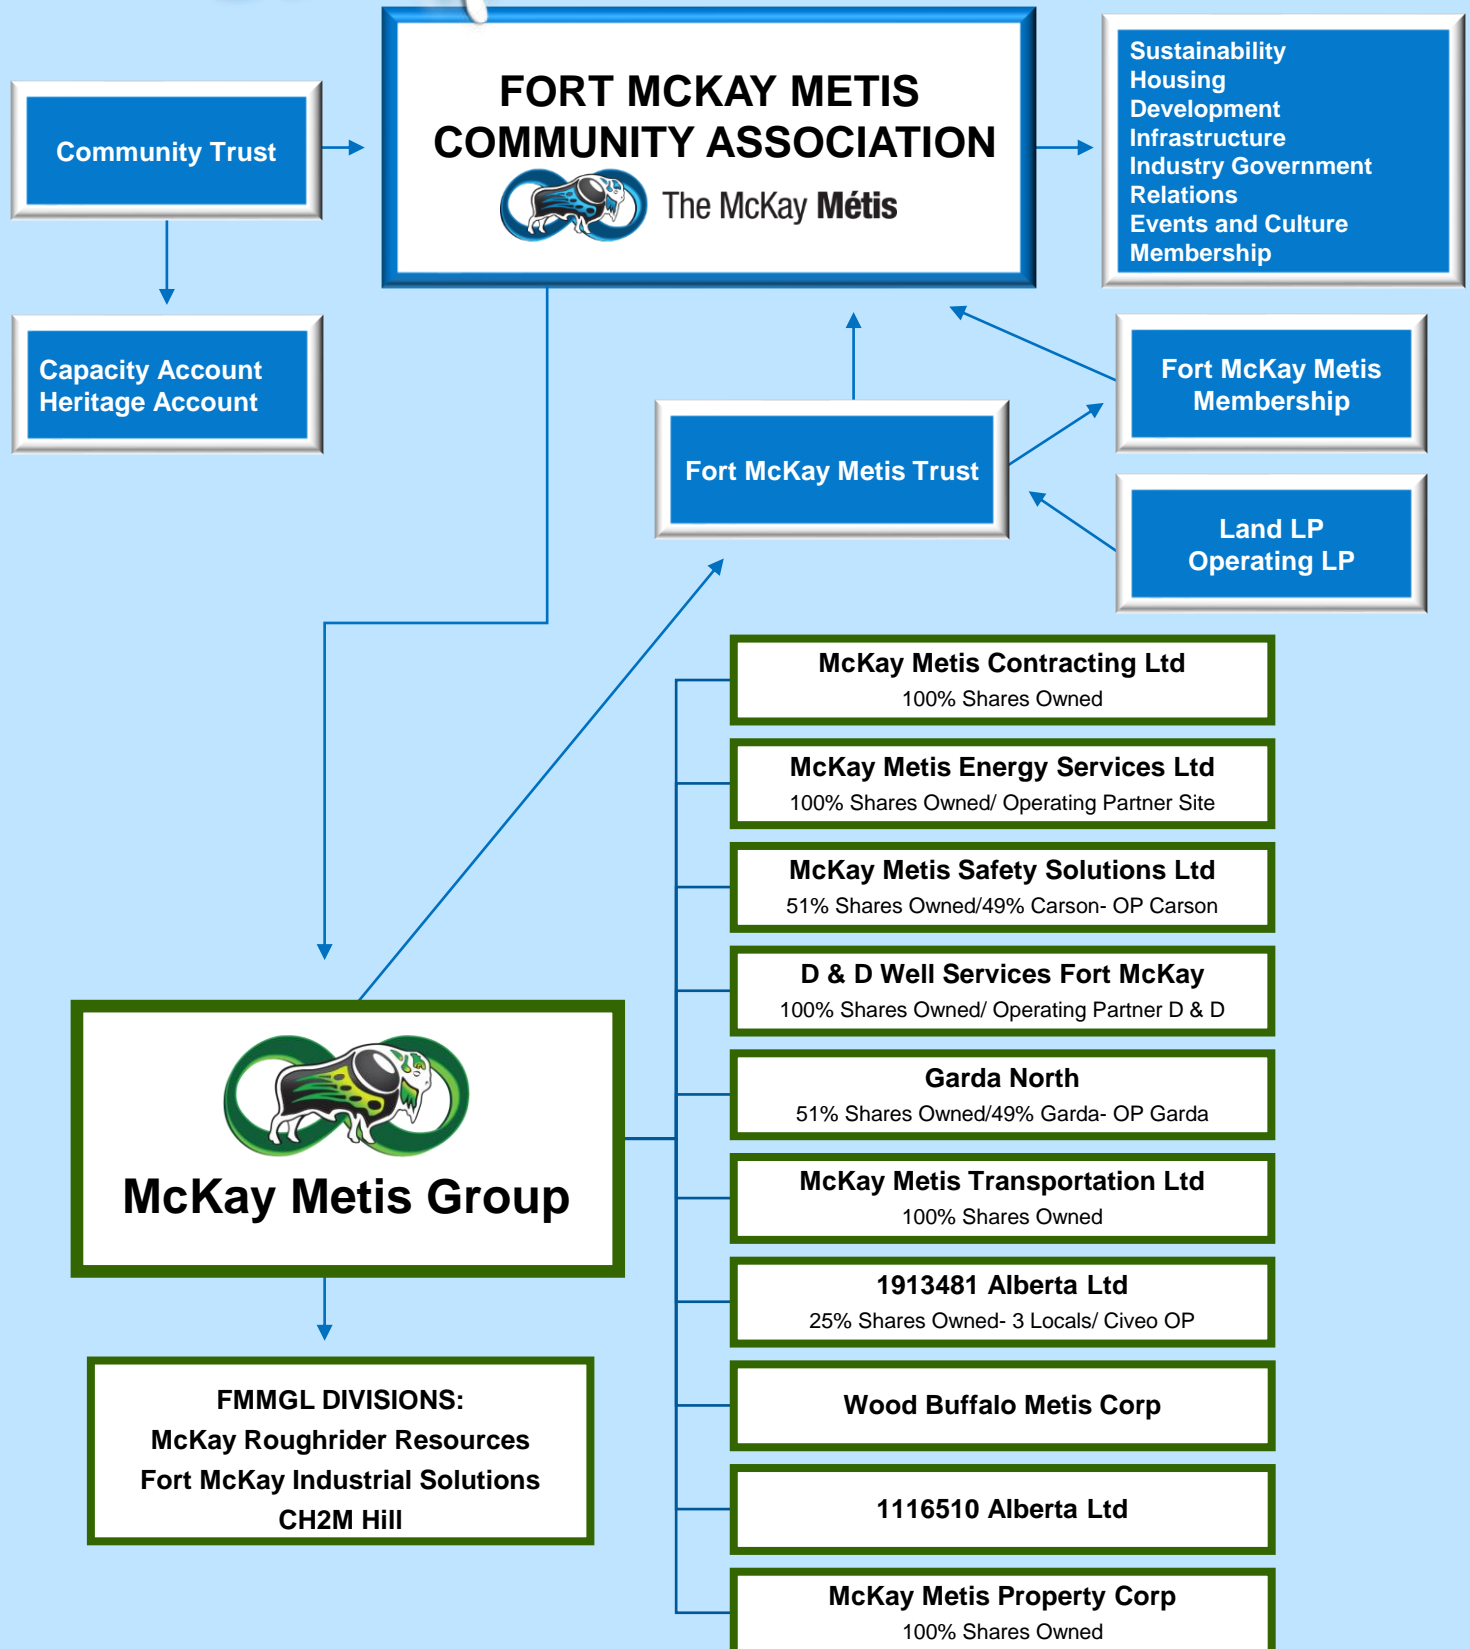 FORT MCKAY METIS
COMMUNITY ASSOCIATION
The McKay Métis
Community Trust
Sustainability
Housing
Development
Infrastructure
Industry Government
Relations
Events and Culture
Membership
Capacity Account
Heritage Account
Fort McKay Metis
Membership
Fort McKay Metis Trust
Land LP
Operating LP
McKay Metis Contracting Ltd
100% Shares Owned
McKay Metis Energy Services Ltd
100% Shares Owned/ Operating Partner Site
McKay Metis Safety Solutions Ltd
51% Shares Owned/49% Carson- OP Carson
D & D Well Services Fort McKay
100% Shares Owned/ Operating Partner D & D
Garda North
51% Shares Owned/49% Garda- OP Garda
McKay Metis Transportation Ltd
100% Shares Owned
1913481 Alberta Ltd
25% Shares Owned- 3 Locals/ Civeo OP
Wood Buffalo Metis Corp
1116510 Alberta Ltd
McKay Metis Property Corp
100% Shares Owned
McKay Metis Group
FMMGL DIVISIONS:
McKay Roughrider Resources
Fort McKay Industrial Solutions
CH2M Hill